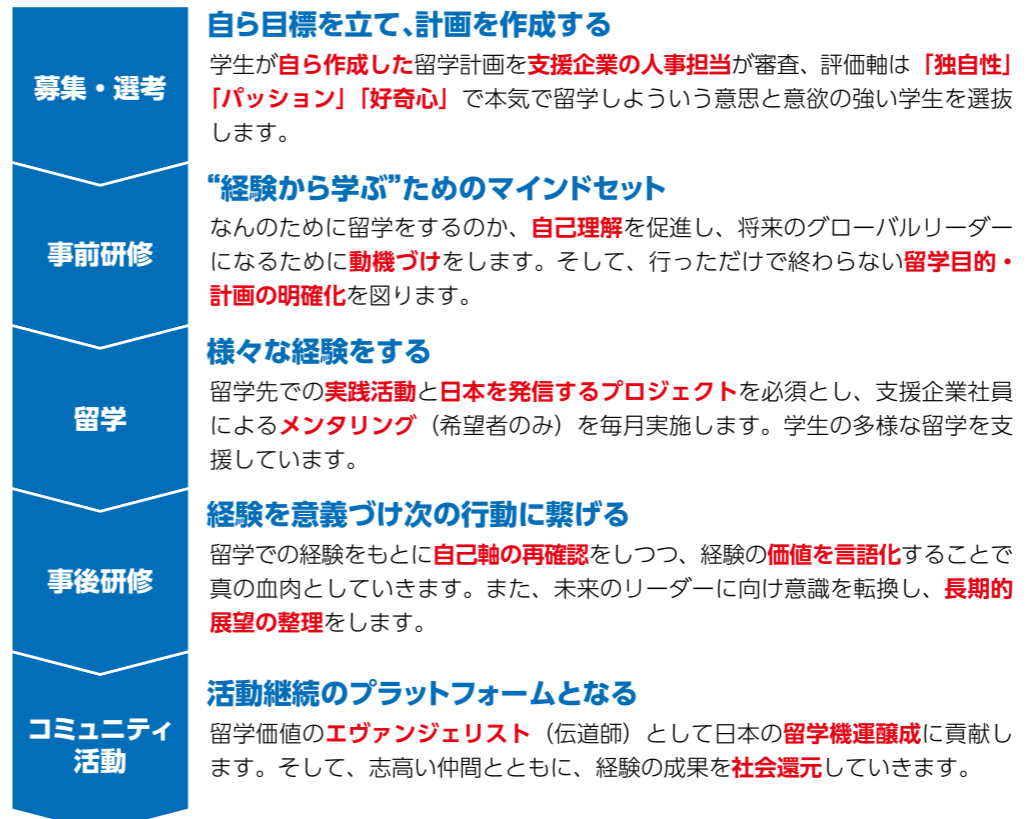 募集・選考
自ら目標を立て、計画を作成する
学生が自ら作成した留学計画を支援企業の人事担当が審査、評価軸は「独自性」
「パッション」「好奇心」で本気で留学しよういう意思と意欲の強い学生を選抜
します。
事前研修
“経験から学ぶ”ためのマインドセット
なんのために留学をするのか、自己理解を促進し、将来のグローバルリーダー
になるために動機づけをします。そして、行っただけで終わらない留学目的・
計画の明確化を図ります。
留学
様々な経験をする
留学先での実践活動と日本を発信するプロジェクトを必須とし、支援企業社員
によるメンタリング（希望者のみ）を毎月実施します。学生の多様な留学を支
援しています。
事後研修
経験を意義づけ次の行動に繋げる
留学での経験をもとに自己軸の再確認をしつつ、経験の価値を言語化することで
真の血肉としていきます。また、未来のリーダーに向け意識を転換し、長期的
展望の整理をします。
コミュニティ
活動
活動継続のプラットフォームとなる
留学価値のエヴァンジェリスト（伝道師）として日本の留学機運醸成に貢献し
ます。そして、志高い仲間とともに、経験の成果を社会還元していきます。